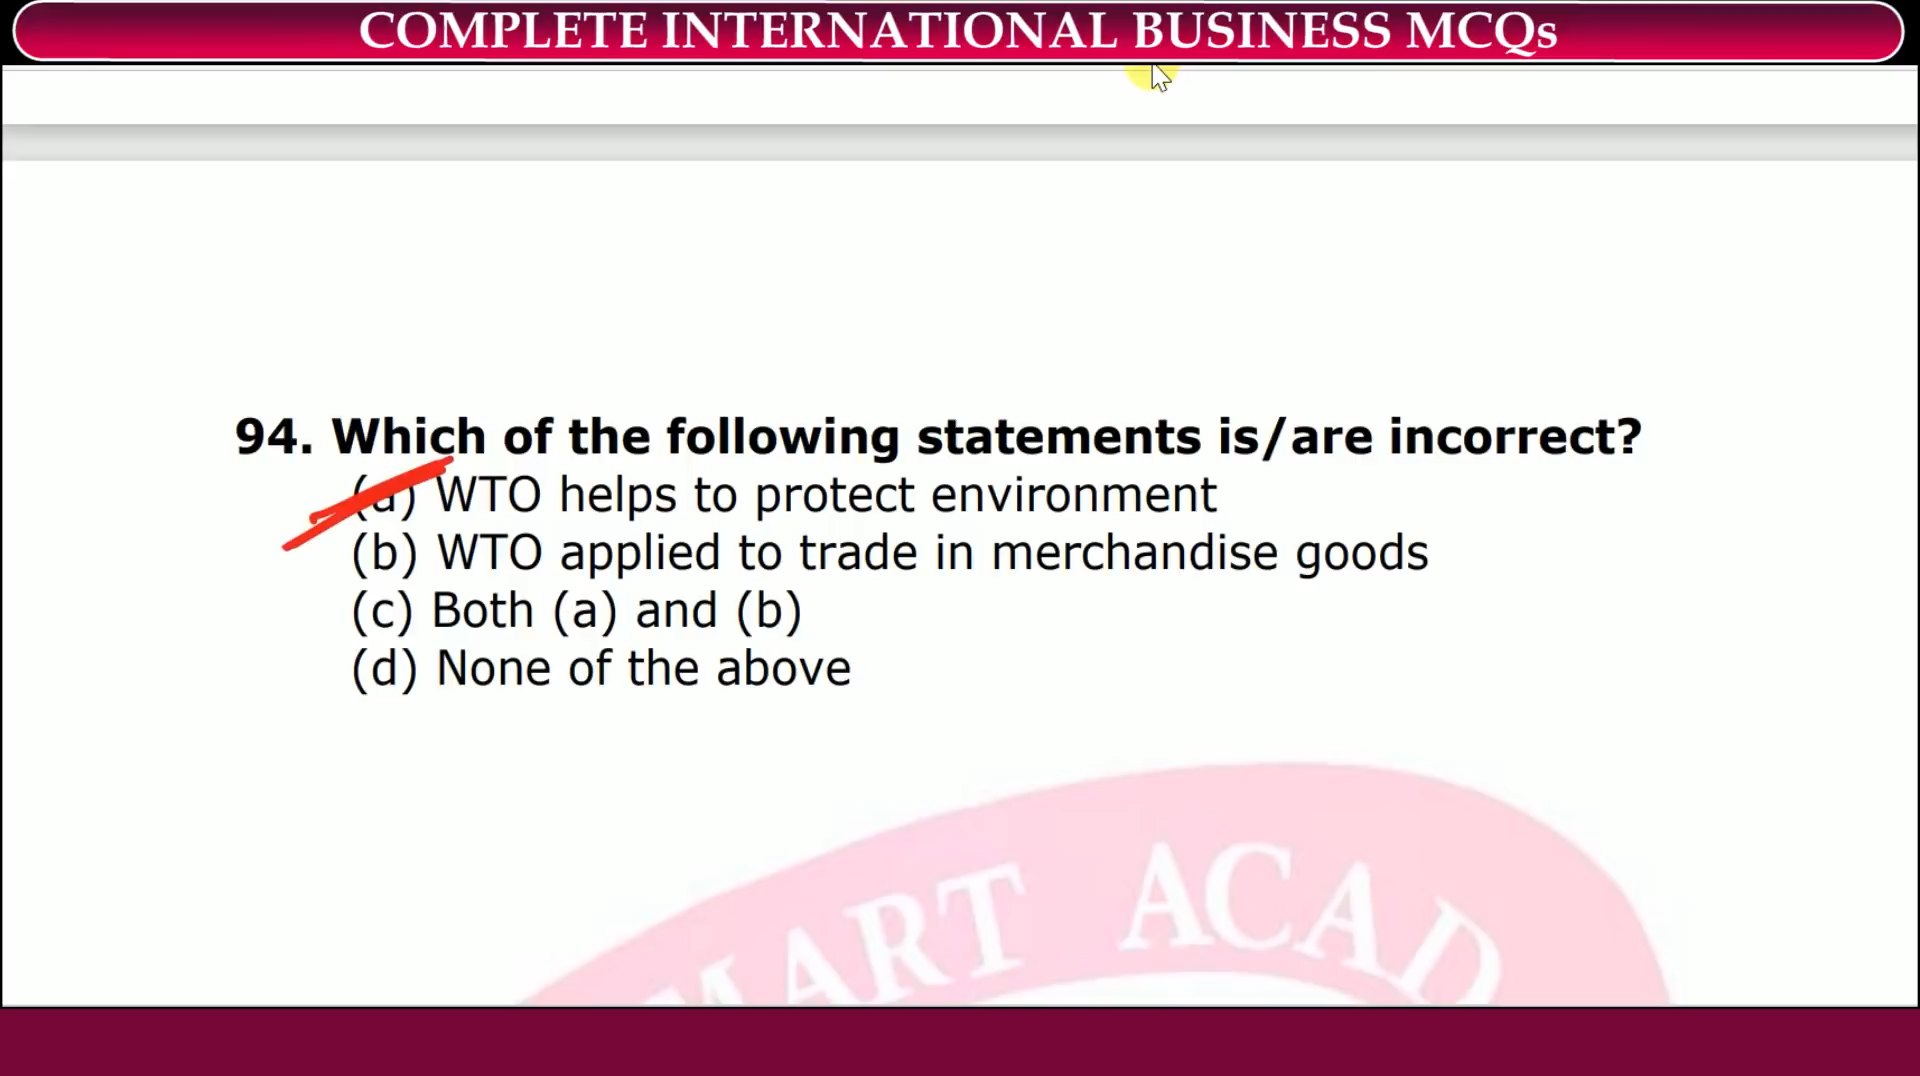 COMPLETE INTERNATIONAL BUSINESS MCQs
94. Which of the following statements is/are incorrect?
(a) WTO helps to protect environment
(b) WTO applied to trade in merchandise goods
(c) Both (a) and (b)
(d) None of the above
MART ACAD